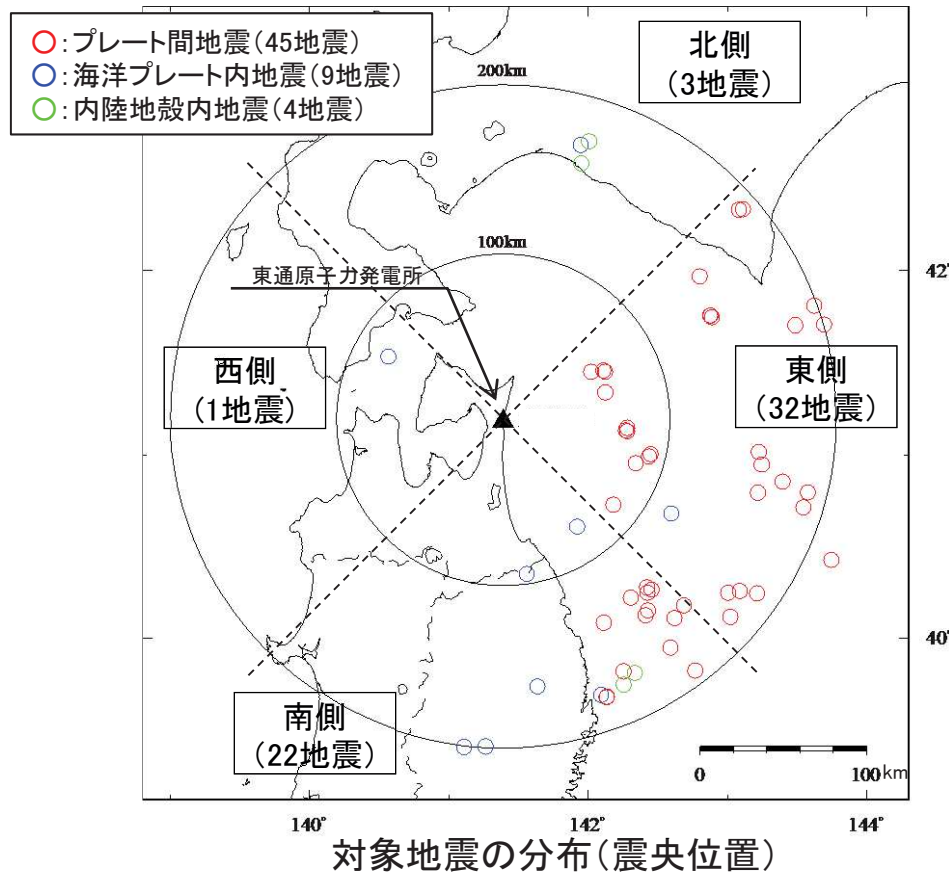 ○:プレート間地震(45地震)
○:海洋プレート内地震(9地震)
○:内陸地殻内地震(4地震)
北側
(3地震)
200km
100km
東通原子力発電所
42°
西側
(1地震)
東側
(32地震)
40°
南側
(22地震)
0 100km
140° 142° 144°
対象地震の分布(震央位置)